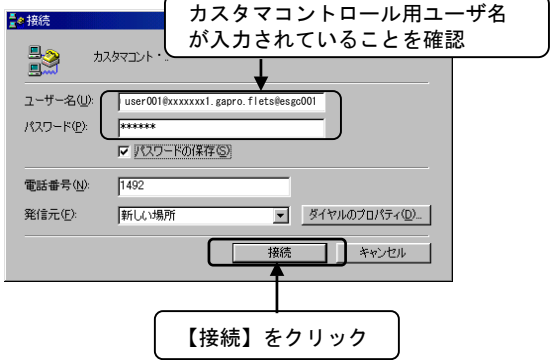 カスタマコントロール用ユーザ名
が入力されていることを確認
接続
カスタマコント・
ユーザー名(U):
user001@xxxxxxx1.gapro.flets@esgc001
パスワード(P):
******
パスワードの保存(S)
電話番号(N):
1492
発信元(F):
新しい場所
ダイヤルのプロパティ(D)...
接続
キャンセル
【接続】をクリック